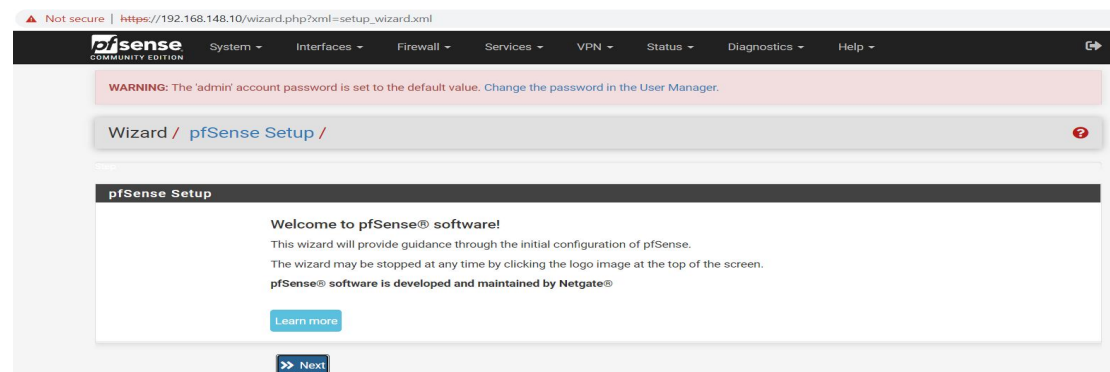 Not secure | https://192.168.148.10/wizard.php?xml=setup_wizard.xml
pfsense COMMUNITY EDITION System Interfaces Firewall Services VPN Status Diagnostics Help
WARNING: The 'admin' account password is set to the default value. Change the password in the User Manager.
Wizard / pfSense Setup /
pfSense Setup
Welcome to pfSense® software!
This wizard will provide guidance through the initial configuration of pfSense.
The wizard may be stopped at any time by clicking the logo image at the top of the screen.
pfSense® software is developed and maintained by Netgate®
Learn more
>> Next